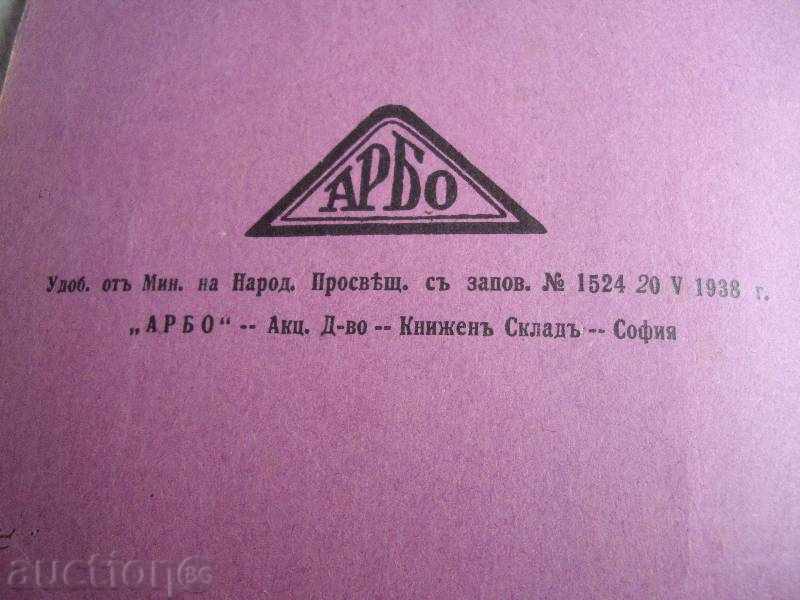 АРБО
Удоб. отъ Мин. на Народ. Просвѣщ. съ запов. № 1524 20 V 1938 г.
„АРБО" -- Акц. Д-во -- Книженъ Складъ -- София
auction.bg